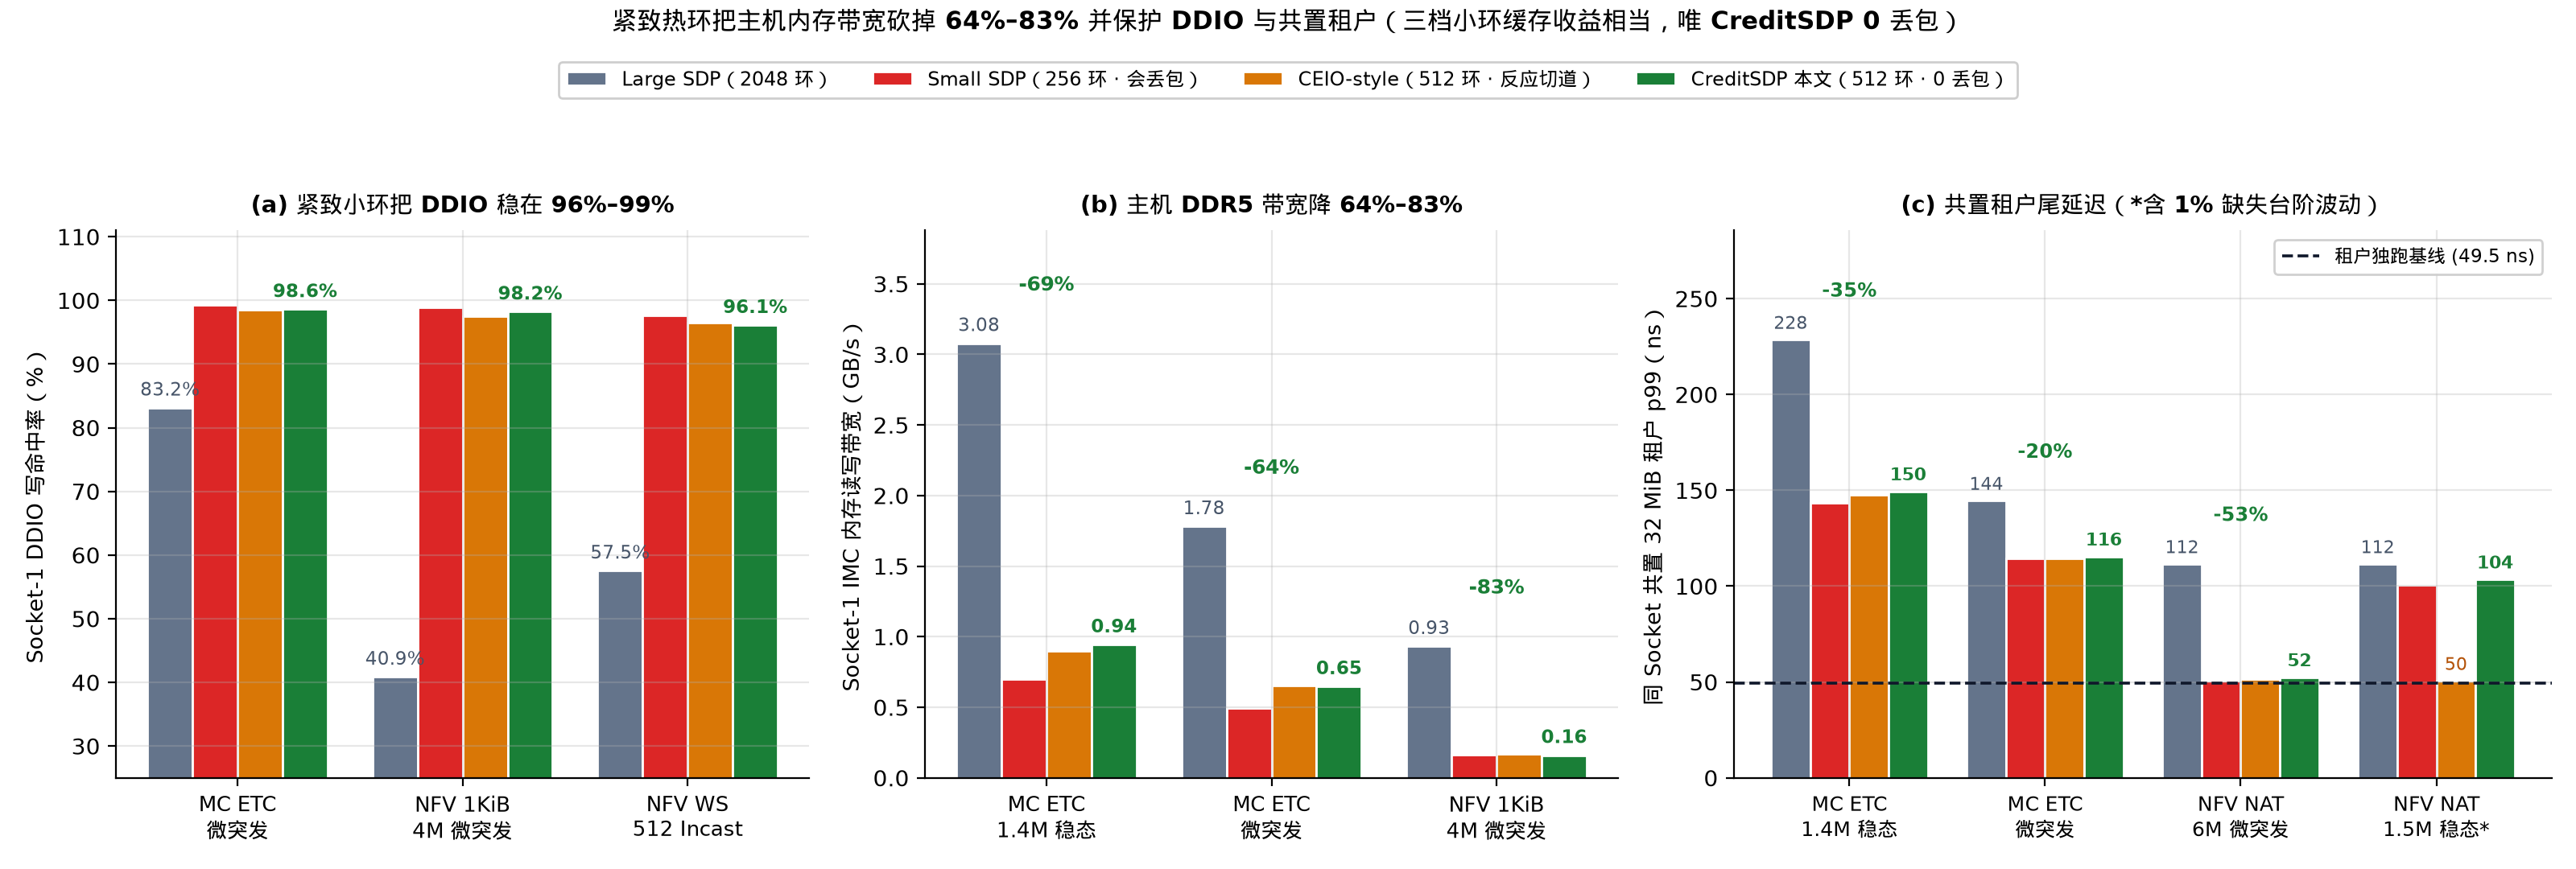 紧致热环把主机内存带宽砍掉 64%–83% 并保护 DDIO 与共置租户（三档小环缓存收益相当，唯 CreditSDP 0 丢包）
Large SDP（2048 环）
Small SDP（256 环 · 会丢包）
CEIO-style（512 环 · 反应切道）
CreditSDP 本文（512 环 · 0 丢包）
(a) 紧致小环把 DDIO 稳在 96%–99%
Socket-1 DDIO 写命中率（%）
110
100
90
80
70
60
50
40
30
83.2%
98.6%
40.9%
98.2%
57.5%
96.1%
MC ETC
微突发
NFV 1KiB
4M 微突发
NFV WS
512 Incast
(b) 主机 DDR5 带宽降 64%–83%
Socket-1 IMC 内存读写带宽（GB/s）
3.5
3.0
2.5
2.0
1.5
1.0
0.5
0.0
-69%
3.08
0.94
-64%
1.78
0.65
-83%
0.93
0.16
MC ETC
1.4M 稳态
MC ETC
微突发
NFV 1KiB
4M 微突发
(c) 共置租户尾延迟（*含 1% 缺失台阶波动）
同 Socket 共置 32 MiB 租户 p99（ns）
250
200
150
100
50
0
租户独跑基线 (49.5 ns)
-35%
228
150
-20%
144
116
-53%
112
52
112
50
104
MC ETC
1.4M 稳态
MC ETC
微突发
NFV NAT
6M 微突发
NFV NAT
1.5M 稳态*